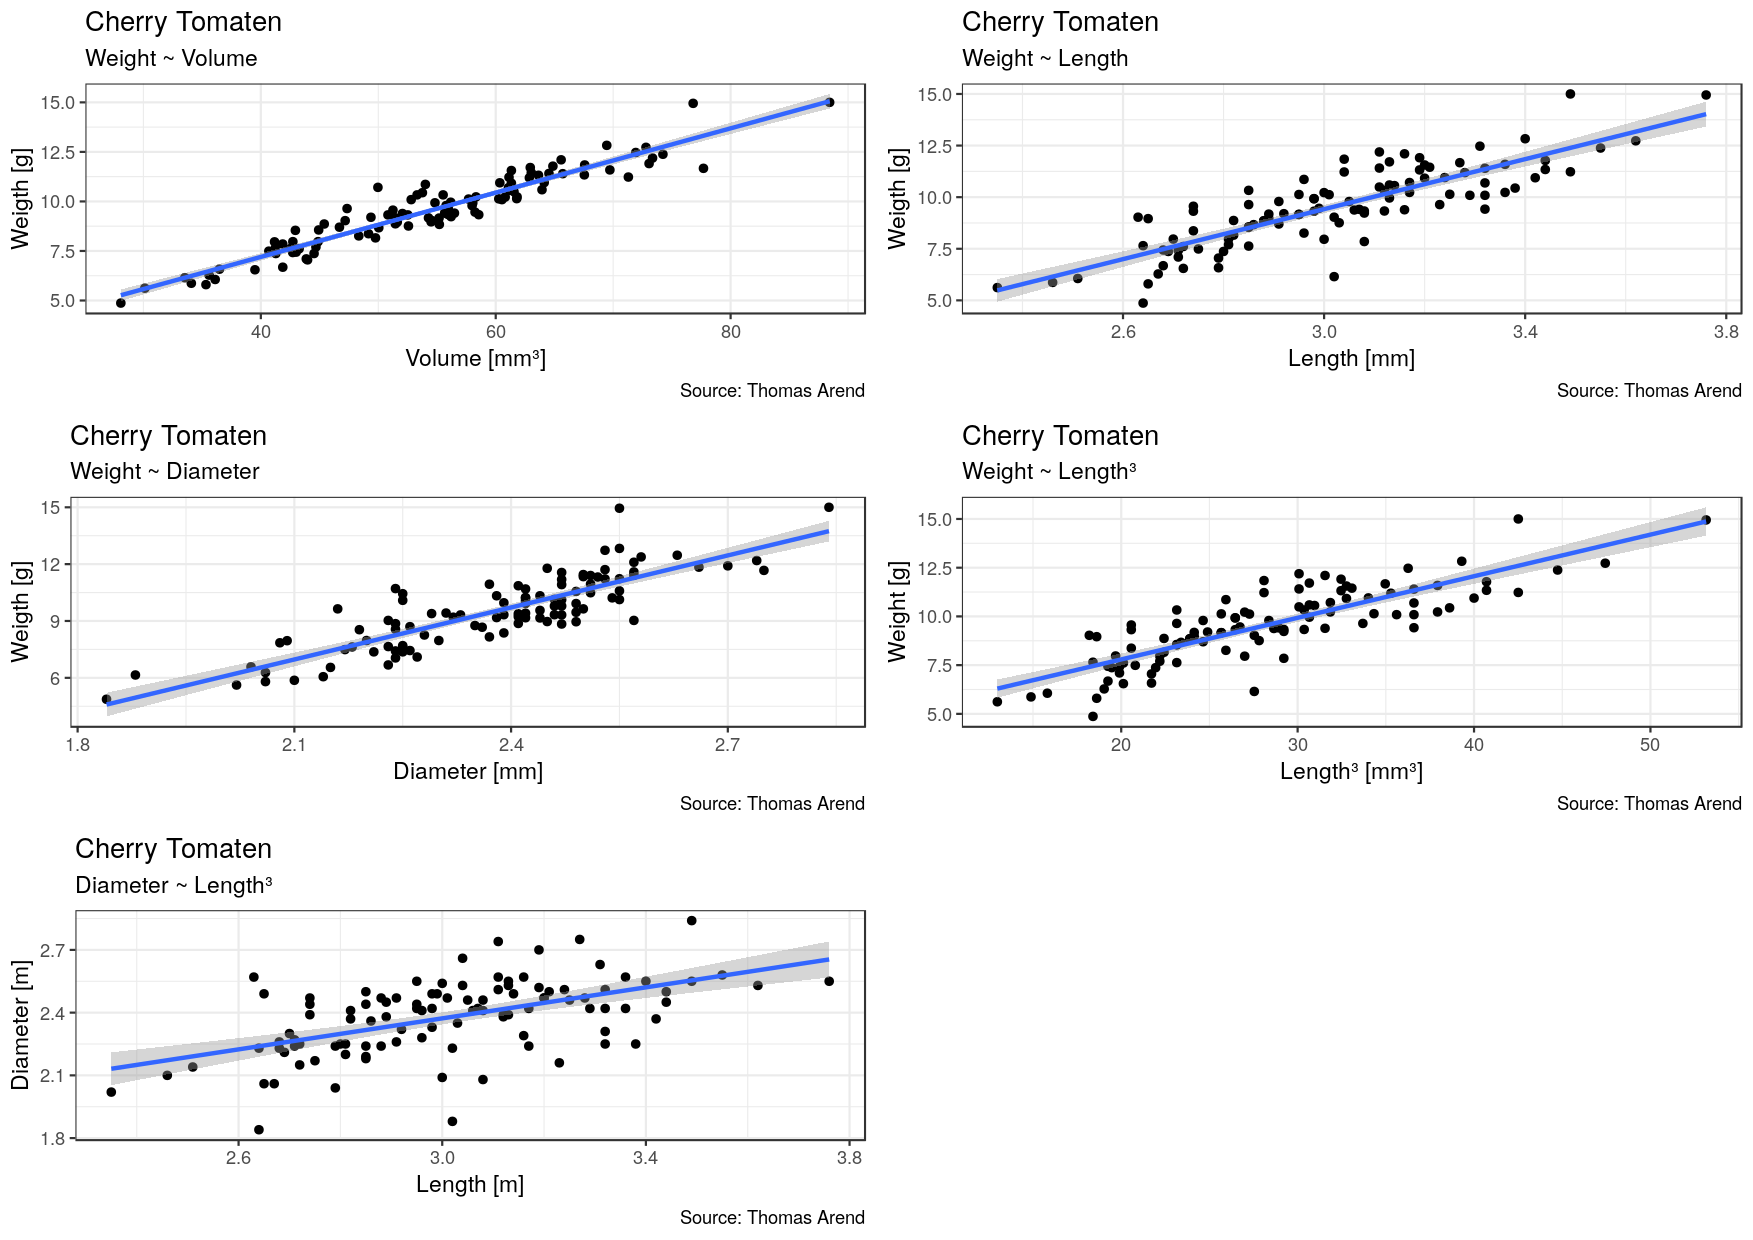 Cherry Tomaten
Weight ~ Volume
Weigth [g]
15.0
12.5
10.0
7.5
5.0
40 60 80
Volume [mm³]
Source: Thomas Arend
Cherry Tomaten
Weight ~ Length
Weigth [g]
15.0
12.5
10.0
7.5
5.0
2.6 3.0 3.4 3.8
Length [mm]
Source: Thomas Arend
Cherry Tomaten
Weight ~ Diameter
Weigth [g]
15
12
9
6
1.8 2.1 2.4 2.7
Diameter [mm]
Source: Thomas Arend
Cherry Tomaten
Weight ~ Length³
Weight [g]
15.0
12.5
10.0
7.5
5.0
20 30 40 50
Length³ [mm³]
Source: Thomas Arend
Cherry Tomaten
Diameter ~ Length³
Diameter [m]
2.7
2.4
2.1
1.8
2.6 3.0 3.4 3.8
Length [m]
Source: Thomas Arend